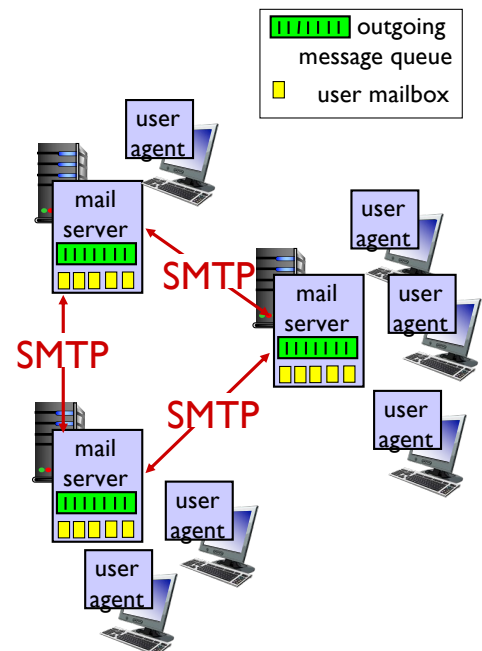 outgoing
message queue
user mailbox
user
agent
mail
server
SMTP
user
agent
mail
server
user
agent
SMTP
SMTP
user
agent
mail
server
user
agent
user
agent